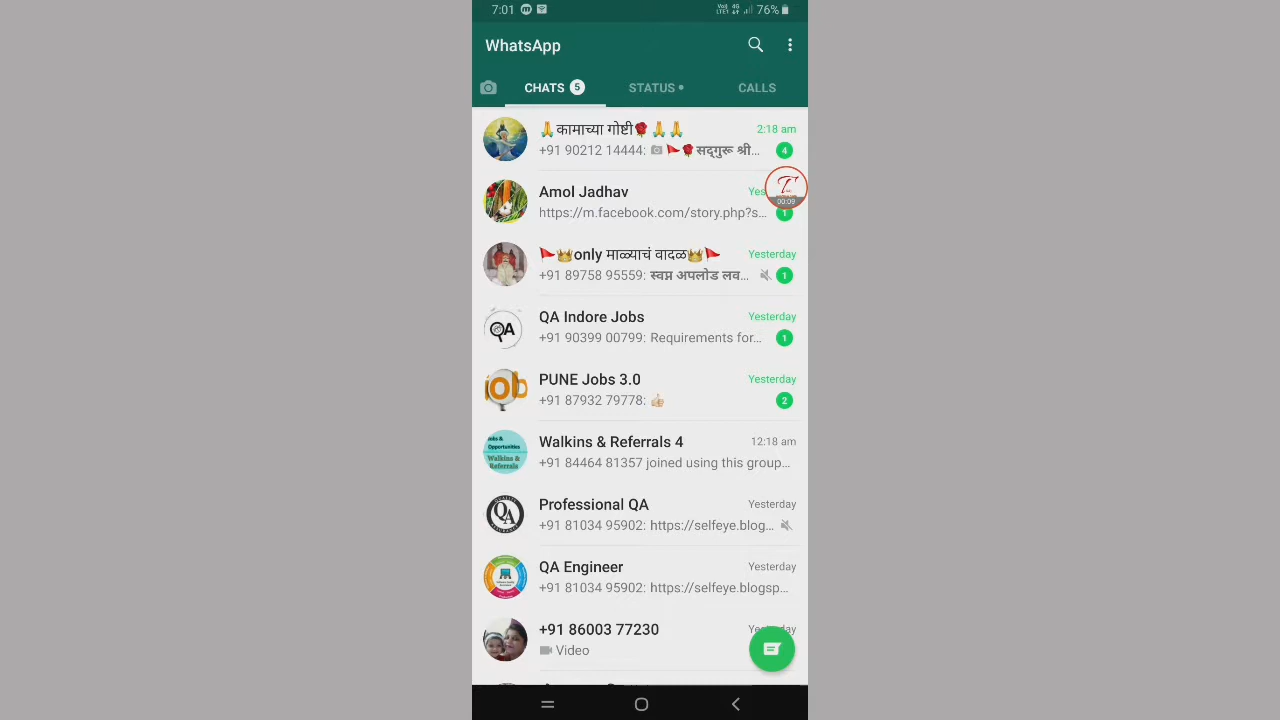 7:01 76%
WhatsApp
CHATS 5 STATUS CALLS
🙏कामाच्या गोष्टी🌹🙏🙏 2:18 am
+91 90212 14444: 🚩🌹सद्गुरू श्री... 4
Amol Jadhav Yes
https://m.facebook.com/story.php?s... 1
00:09
🚩👑only माळ्याचं वादळ👑🚩 Yesterday
+91 89758 95559: स्वप्न अपलोड लव... 1
QA Indore Jobs Yesterday
+91 90399 00799: Requirements for... 1
PUNE Jobs 3.0 Yesterday
+91 87932 79778: 👍🏻 2
Walkins & Referrals 4 12:18 am
+91 84464 81357 joined using this group...
Professional QA Yesterday
+91 81034 95902: https://selfeye.blog...
QA Engineer Yesterday
+91 81034 95902: https://selfeye.blogsp...
+91 86003 77230 Yesterday
Video